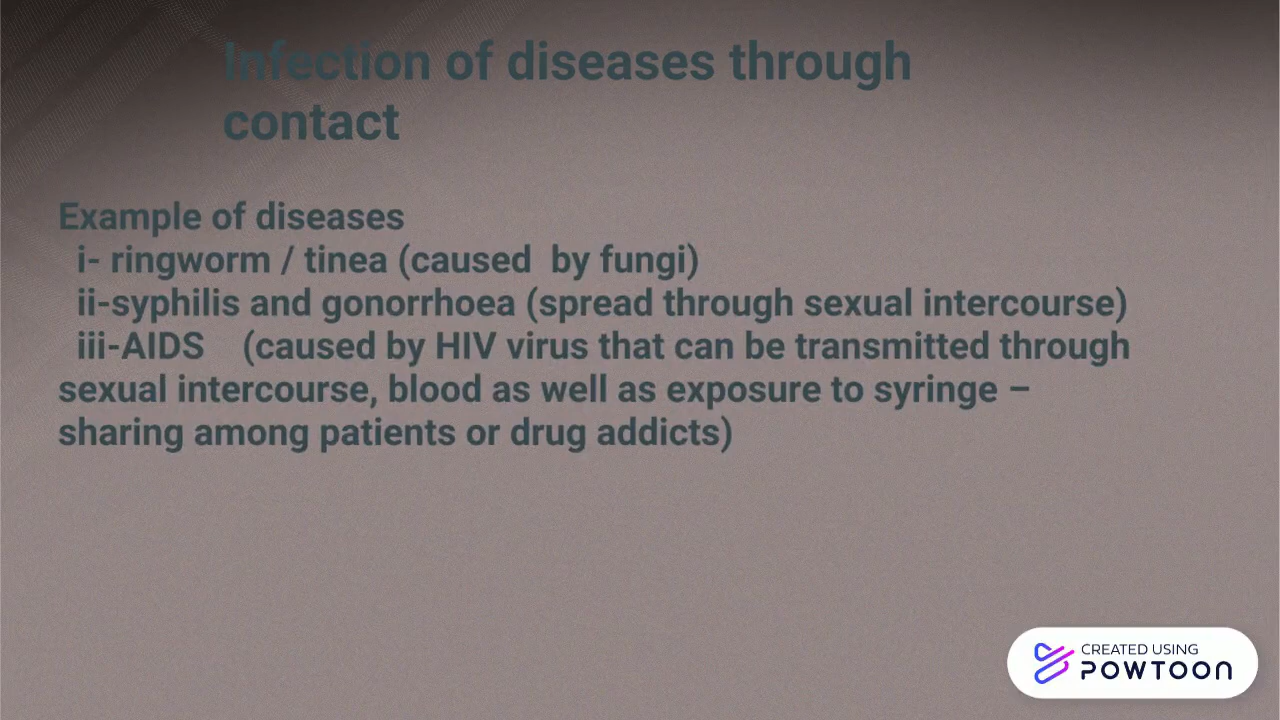 Infection of diseases through
contact
Example of diseases
i- ringworm / tinea (caused by fungi)
ii-syphilis and gonorrhoea (spread through sexual intercourse)
iii-AIDS (caused by HIV virus that can be transmitted through
sexual intercourse, blood as well as exposure to syringe –
sharing among patients or drug addicts)
CREATED USING
POWTOON